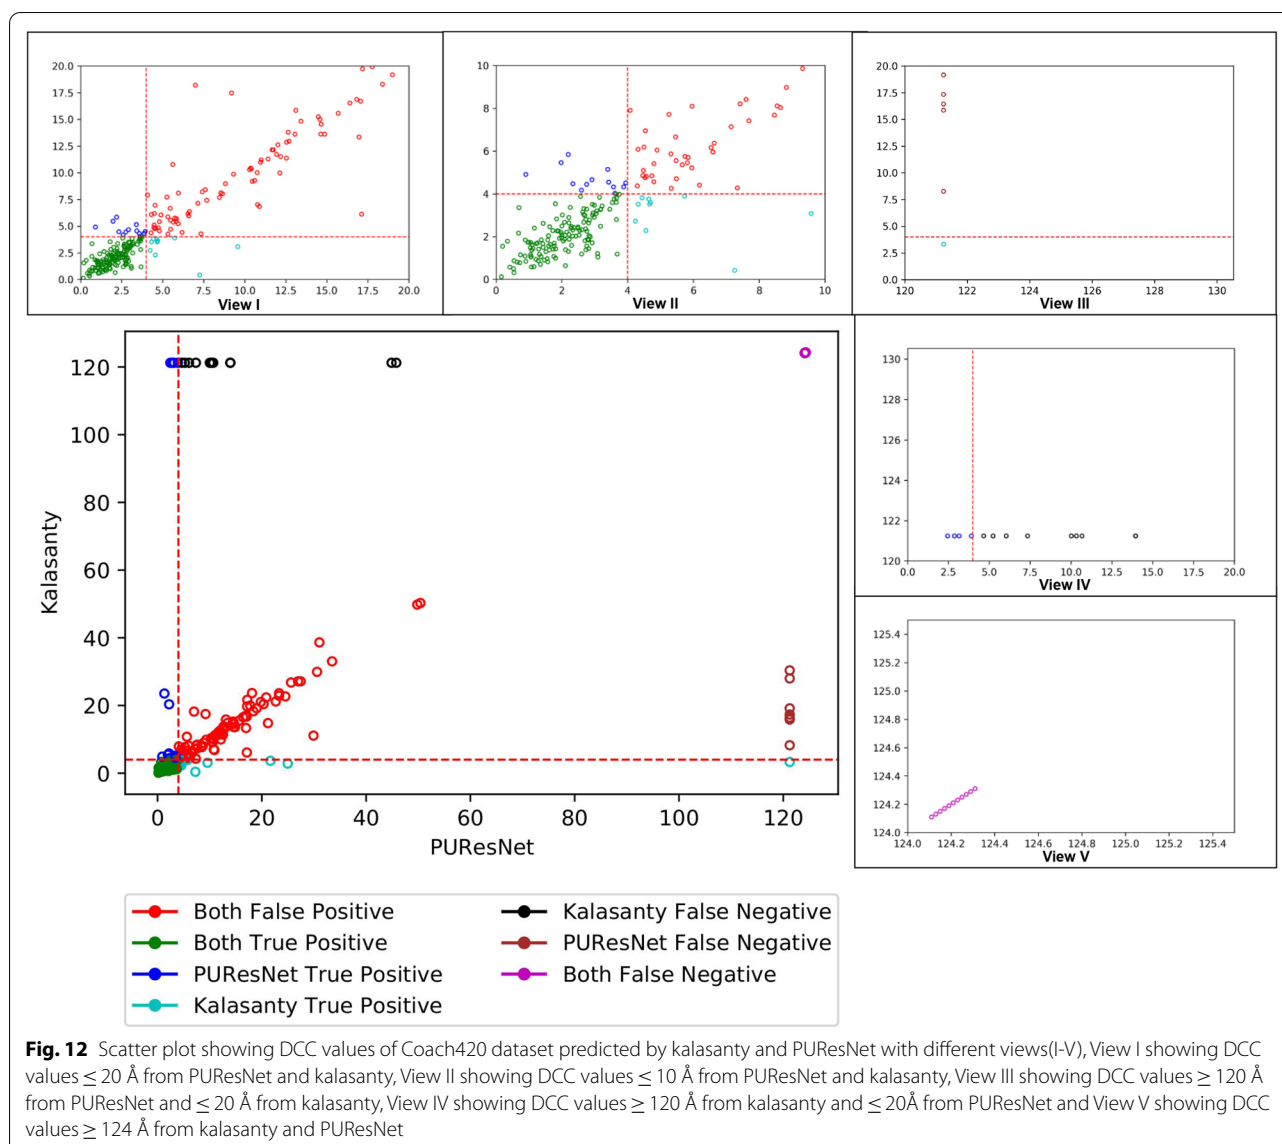 20.0
17.5
15.0
12.5
10.0
7.5
5.0
2.5
0.0
0.0 2.5 5.0 7.5 10.0 12.5 15.0 17.5 20.0
View I
10
8
6
4
2
0
0 2 4 6 8 10
View II
20.0
17.5
15.0
12.5
10.0
7.5
5.0
2.5
0.0
120 122 124 126 128 130
View III
120
100
80
60
40
20
0
Kalasanty
0 20 40 60 80 100 120
PUResNet
130
128
126
124
122
120
0.0 2.5 5.0 7.5 10.0 12.5 15.0 17.5 20.0
View IV
125.4
125.2
125.0
124.8
124.6
124.4
124.2
124.0
124.0 124.2 124.4 124.6 124.8 125.0 125.2 125.4
View V
Both False Positive
Both True Positive
PUResNet True Positive
Kalasanty True Positive
Kalasanty False Negative
PUResNet False Negative
Both False Negative
Fig. 12 Scatter plot showing DCC values of Coach420 dataset predicted by kalasanty and PUResNet with different views(I-V), View I showing DCC
values ≤ 20 Å from PUResNet and kalasanty, View II showing DCC values ≤ 10 Å from PUResNet and kalasanty, View III showing DCC values ≥ 120 Å
from PUResNet and ≤ 20 Å from kalasanty, View IV showing DCC values ≥ 120 Å from kalasanty and ≤ 20Å from PUResNet and View V showing DCC
values ≥ 124 Å from kalasanty and PUResNet